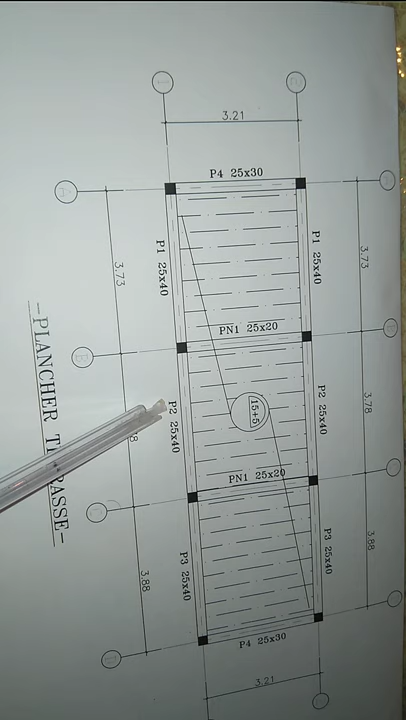 3.21
P4 25x30
P1 25x40
P1 25x40
3.73
3.73
PN1 25x20
15+5
P2 25x40
P2 25x40
3.78
PN1 25x20
P3 25x40
P3 25x40
3.88
3.88
P4 25x30
3.21
-PLANCHER